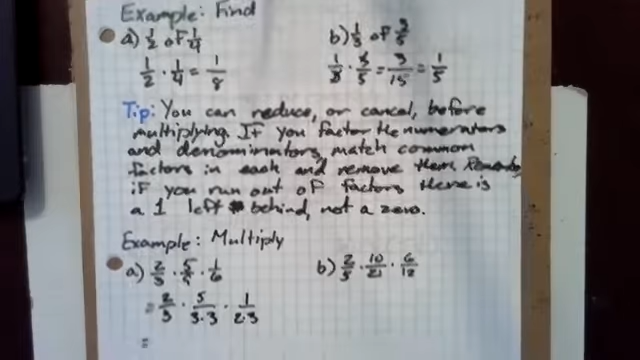 Example: Find
a) 1/2 of 1/4 b) 1/3 of 3/5
1/2 · 1/4 = 1/8 1/3 · 3/5 = 3/15 = 1/5
Tip: You can reduce, or cancel, before
multiplying. If you factor the numerators
and denominators, match common
factors in each and remove them. Remember,
if you run out of factors there is
a 1 left behind, not a zero.
Example: Multiply
a) 2/3 · 5/9 · 1/6 b) 2/5 · 10/21 · 6/12
= 2/3 · 5/3·3 · 1/2·3
=